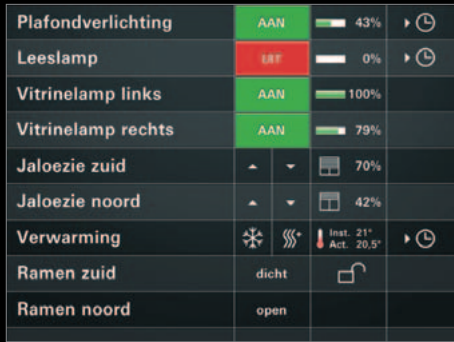 Plafondverlichting AAN 43%
Leeslamp UIT 0%
Vitrinelamp links AAN 100%
Vitrinelamp rechts AAN 79%
Jaloezie zuid 70%
Jaloezie noord 42%
Verwarming Inst. 21°
Act. 20,5°
Ramen zuid dicht
Ramen noord open